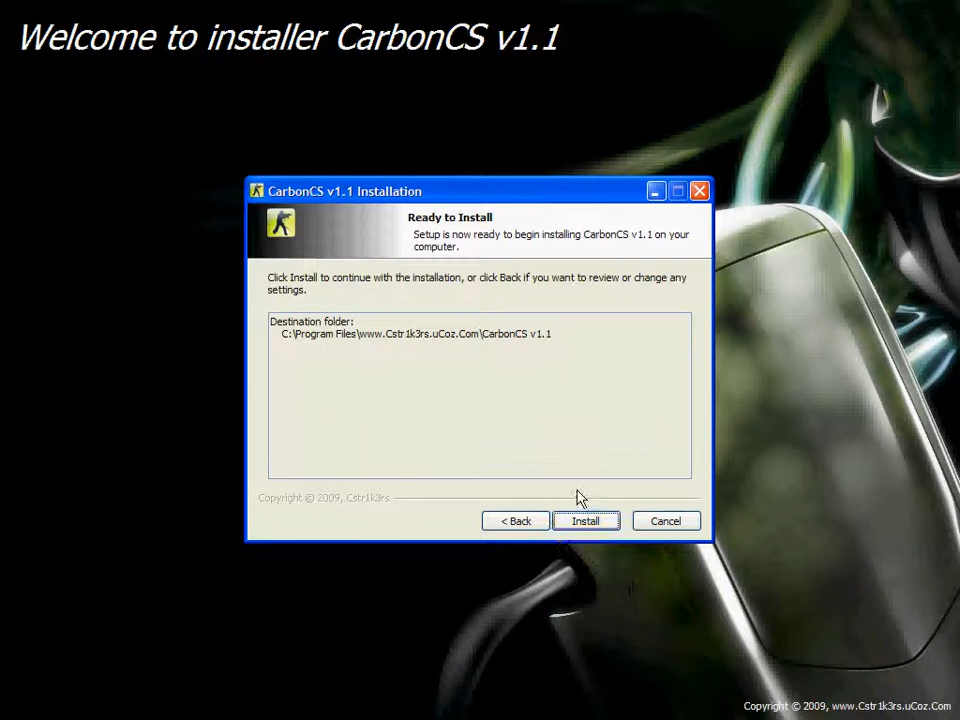 Welcome to installer CarbonCS v1.1
CarbonCS v1.1 Installation
Ready to Install
Setup is now ready to begin installing CarbonCS v1.1 on your
computer.
Click Install to continue with the installation, or click Back if you want to review or change any
settings.
Destination folder:
C:\Program Files\www.Cstr1k3rs.uCoz.Com\CarbonCS v1.1
Copyright © 2009, Cstr1k3rs
< Back
Install
Cancel
Copyright © 2009, www.Cstr1k3rs.uCoz.Com